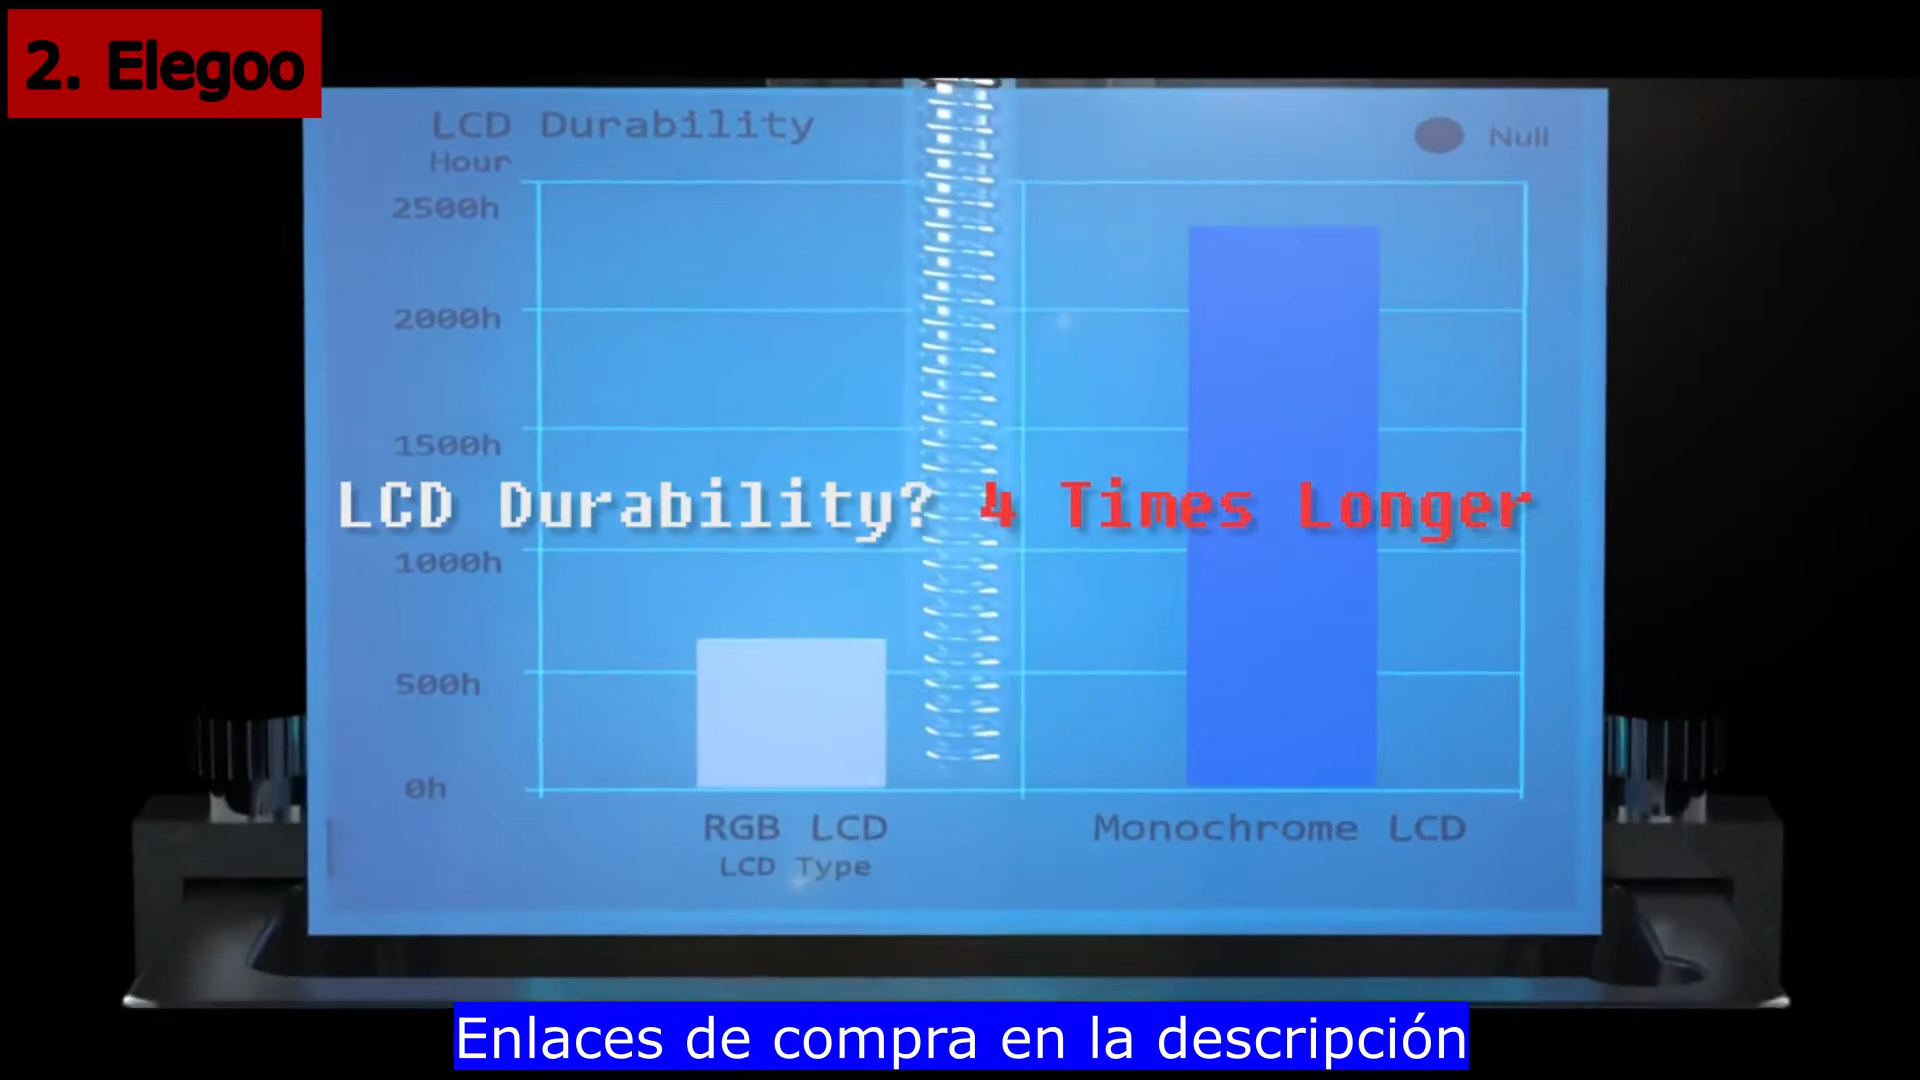 2. Elegoo
LCD Durability
Hour
Null
2500h
2000h
1500h
LCD Durability? 4 Times Longer
1000h
500h
0h
RGB LCD
Monochrome LCD
LCD Type
Enlaces de compra en la descripción